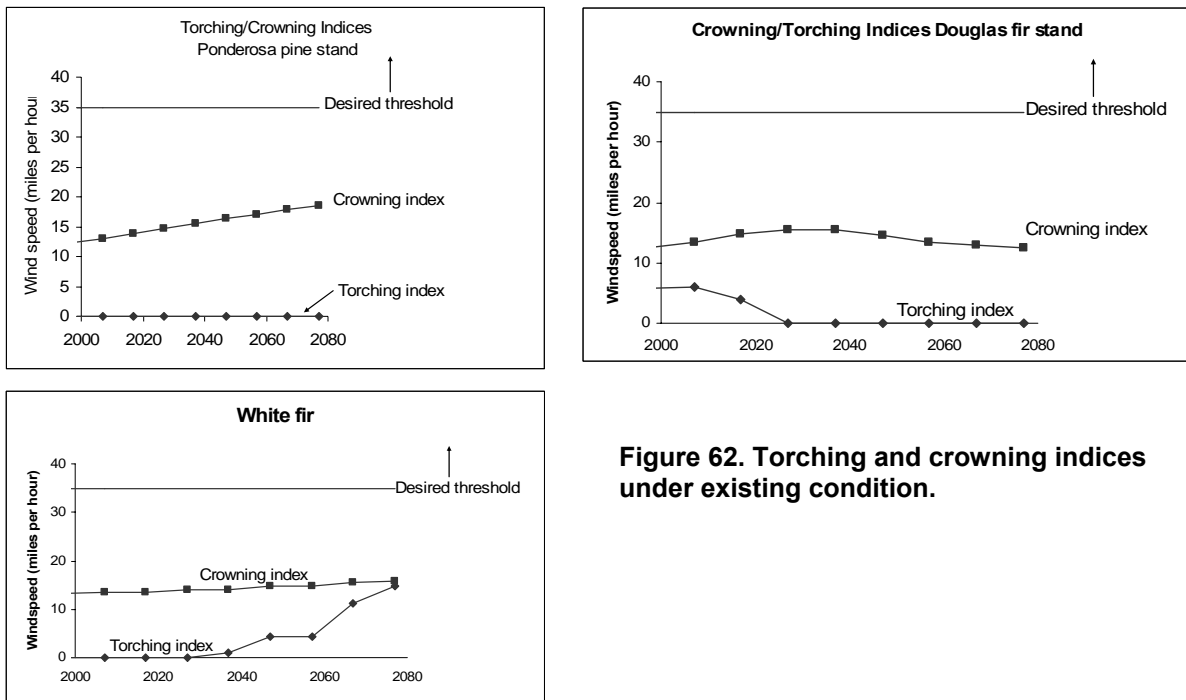 Torching/Crowning Indices
Ponderosa pine stand
Wind speed (miles per hour
40
35
30
25
20
15
10
5
0
Desired threshold
Crowning index
Torching index
2000 2020 2040 2060 2080
Crowning/Torching Indices Douglas fir stand
Windspeed (miles per hour)
40
30
20
10
0
Desired threshold
Crowning index
Torching index
2000 2020 2040 2060 2080
White fir
Windspeed (miles per hour)
40
30
20
10
0
Desired threshold
Crowning index
Torching index
2000 2020 2040 2060 2080
Figure 62. Torching and crowning indices
under existing condition.